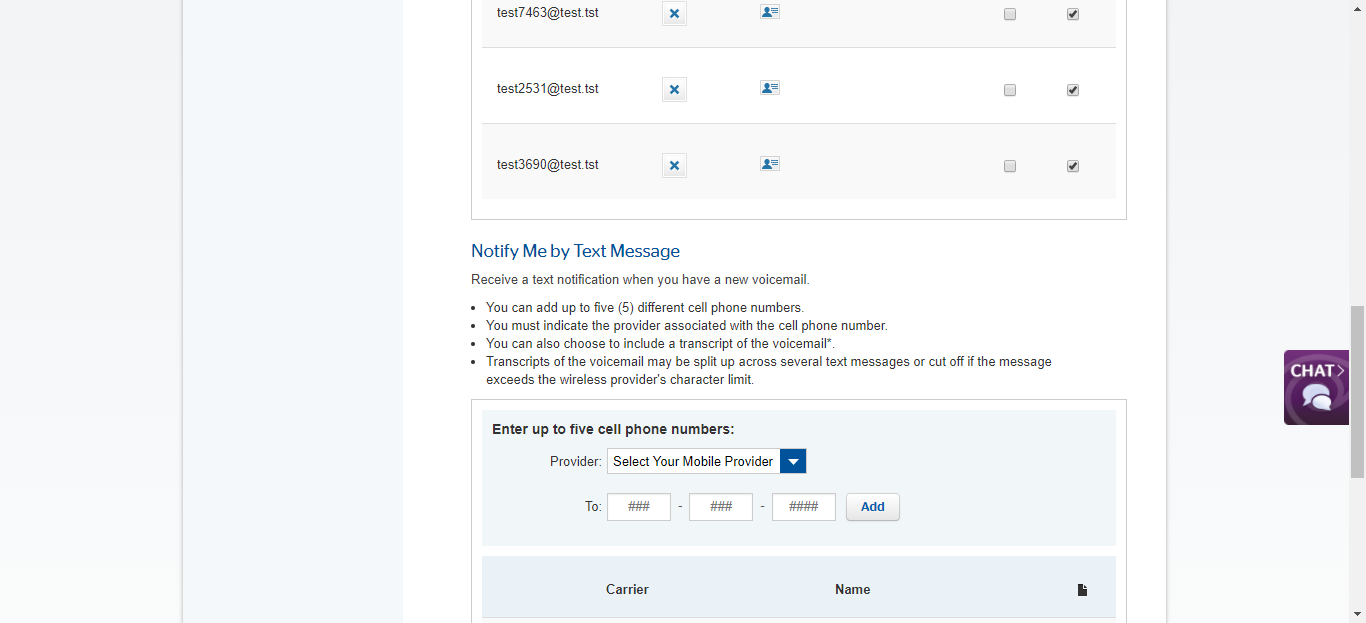 test7463@test.tst
test2531@test.tst
test3690@test.tst
Notify Me by Text Message
Receive a text notification when you have a new voicemail.
You can add up to five (5) different cell phone numbers.
You must indicate the provider associated with the cell phone number.
You can also choose to include a transcript of the voicemail*.
Transcripts of the voicemail may be split up across several text messages or cut off if the message
exceeds the wireless provider's character limit.
CHAT
Enter up to five cell phone numbers:
Provider: Select Your Mobile Provider
To: ### - ### - #### Add
Carrier Name